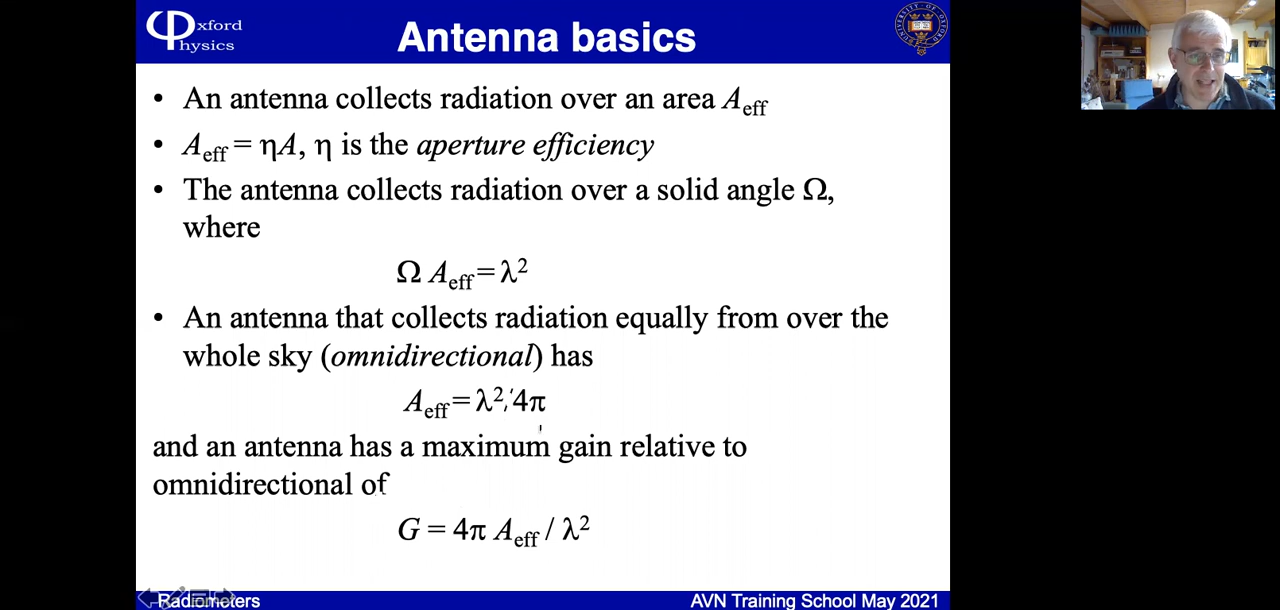 Oxford
Physics
Antenna basics
UNIVERSITY OF OXFORD
• An antenna collects radiation over an area Aeff
• Aeff = ηA, η is the aperture efficiency
• The antenna collects radiation over a solid angle Ω,
where
Ω Aeff = λ²
• An antenna that collects radiation equally from over the
whole sky (omnidirectional) has
Aeff = λ²/4π
and an antenna has a maximum gain relative to
omnidirectional of
G = 4π Aeff / λ²
Radiometers
AVN Training School May 2021